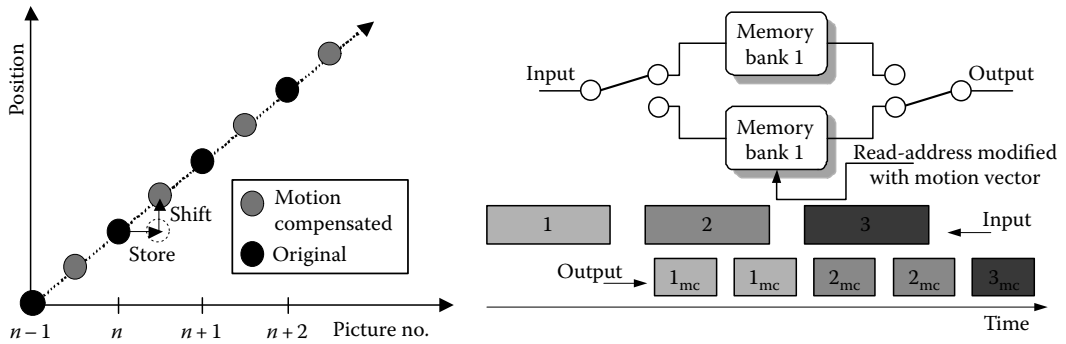 Position
Shift
Store
Motion
compensated
Original
n – 1
n
n + 1
n + 2
Picture no.
Memory
bank 1
Input
Output
Memory
bank 1
Read-address modified
with motion vector
1
2
3
Input
Output
1mc
1mc
2mc
2mc
3mc
Time